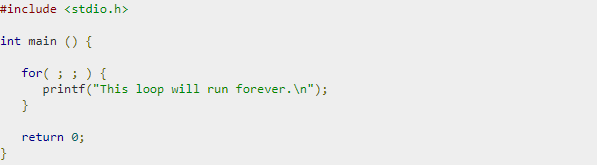 #include <stdio.h>
int main () {
for( ; ; ) {
printf("This loop will run forever.\n");
}
return 0;
}